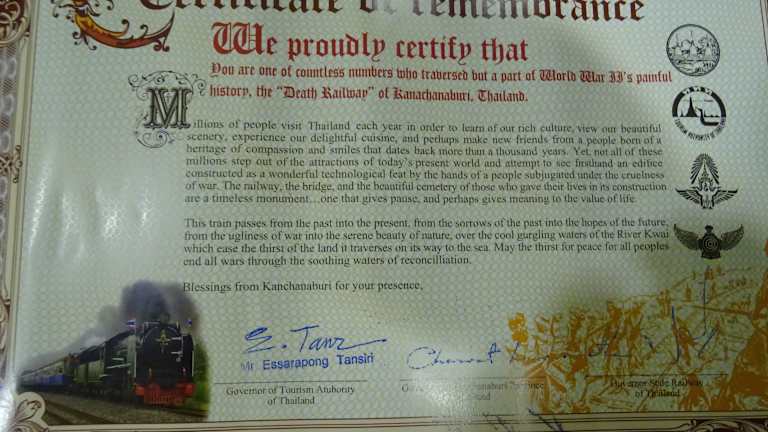 Certificate of remembrance
We proudly certify that
You are one of countless numbers who traversed but a part of World War II's painful
history, the "Death Railway" of Kanachanaburi, Thailand.
Millions of people visit Thailand each year in order to learn of our rich culture, view our beautiful
scenery, experience our delightful cuisine, and perhaps make new friends from a people born of a
heritage of compassion and smiles that dates back more than a thousand years. Yet, not all of these
millions step out of the attractions of today's present world and attempt to see firsthand an edifice
constructed as a wonderful technological feat by the hands of a people subjugated under the cruelness
of war. The railway, the bridge, and the beautiful cemetery of those who gave their lives in its construction
are a timeless monument...one that gives pause, and perhaps gives meaning to the value of life.
This train passes from the past into the present, from the sorrows of the past into the hopes of the future,
from the ugliness of war into the serene beauty of nature, over the cool gurgling waters of the River Kwai
which ease the thirst of the land it traverses on its way to the sea. May the thirst for peace for all peoples
end all wars through the soothing waters of reconcilliation.
Blessings from Kanchanaburi for your presence,
E. Tanz
Mr Essarapong Tansiri
Governor of Tourism Atuhority
of Thailand
Governor of Kanchanaburi Province
Thailand
Governor State Railway
of Thailand